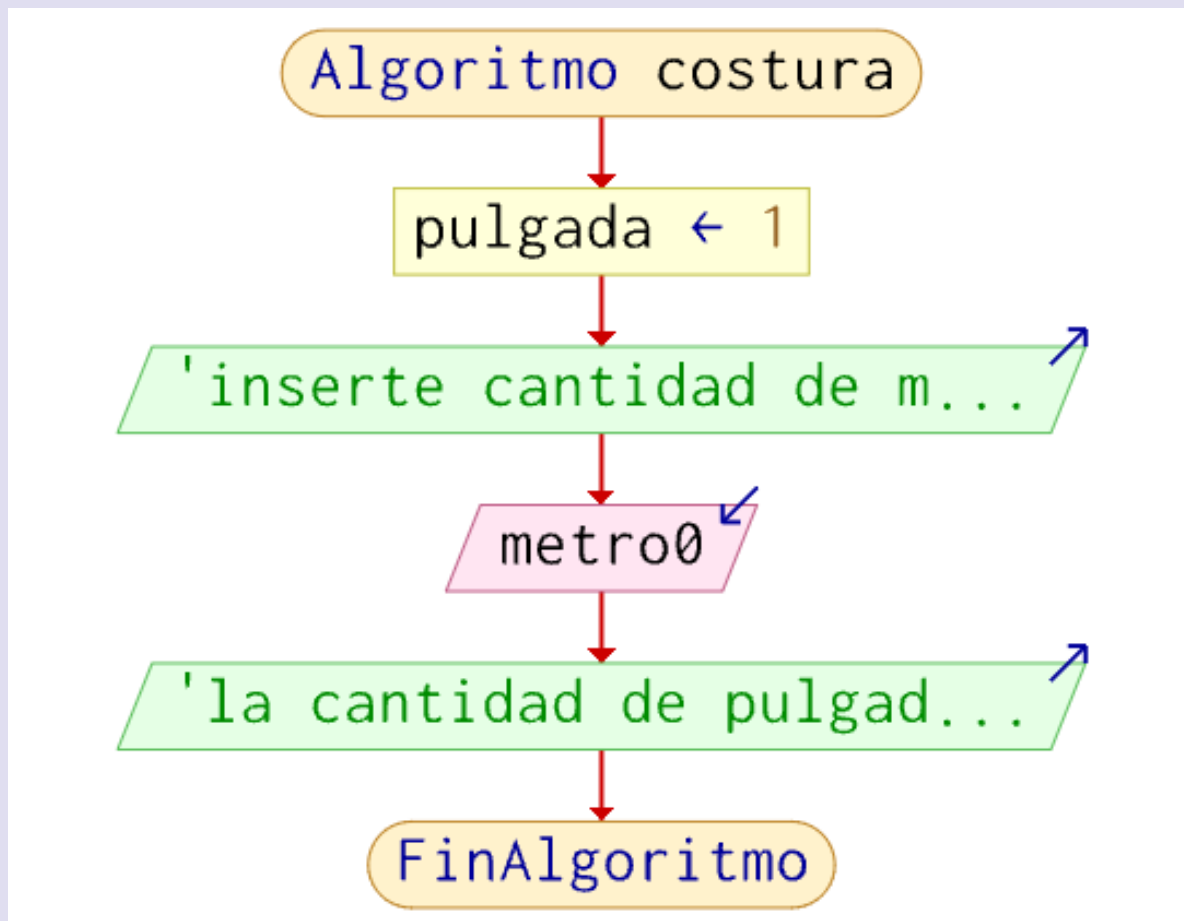 Algoritmo costura
pulgada ← 1
'inserte cantidad de m...
metro0
'la cantidad de pulgad...
FinAlgoritmo